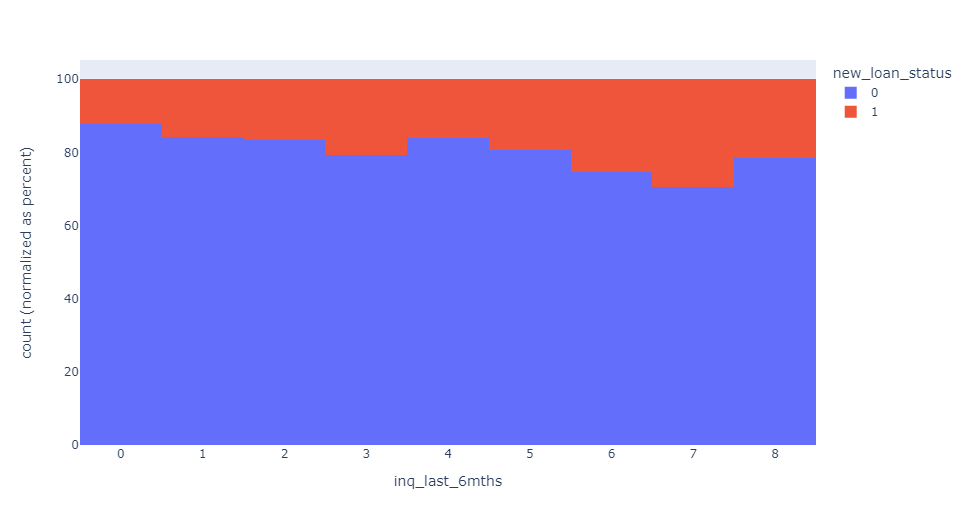 new_loan_status
0
1
100
80
60
40
20
0
count (normalized as percent)
0 1 2 3 4 5 6 7 8
inq_last_6mths